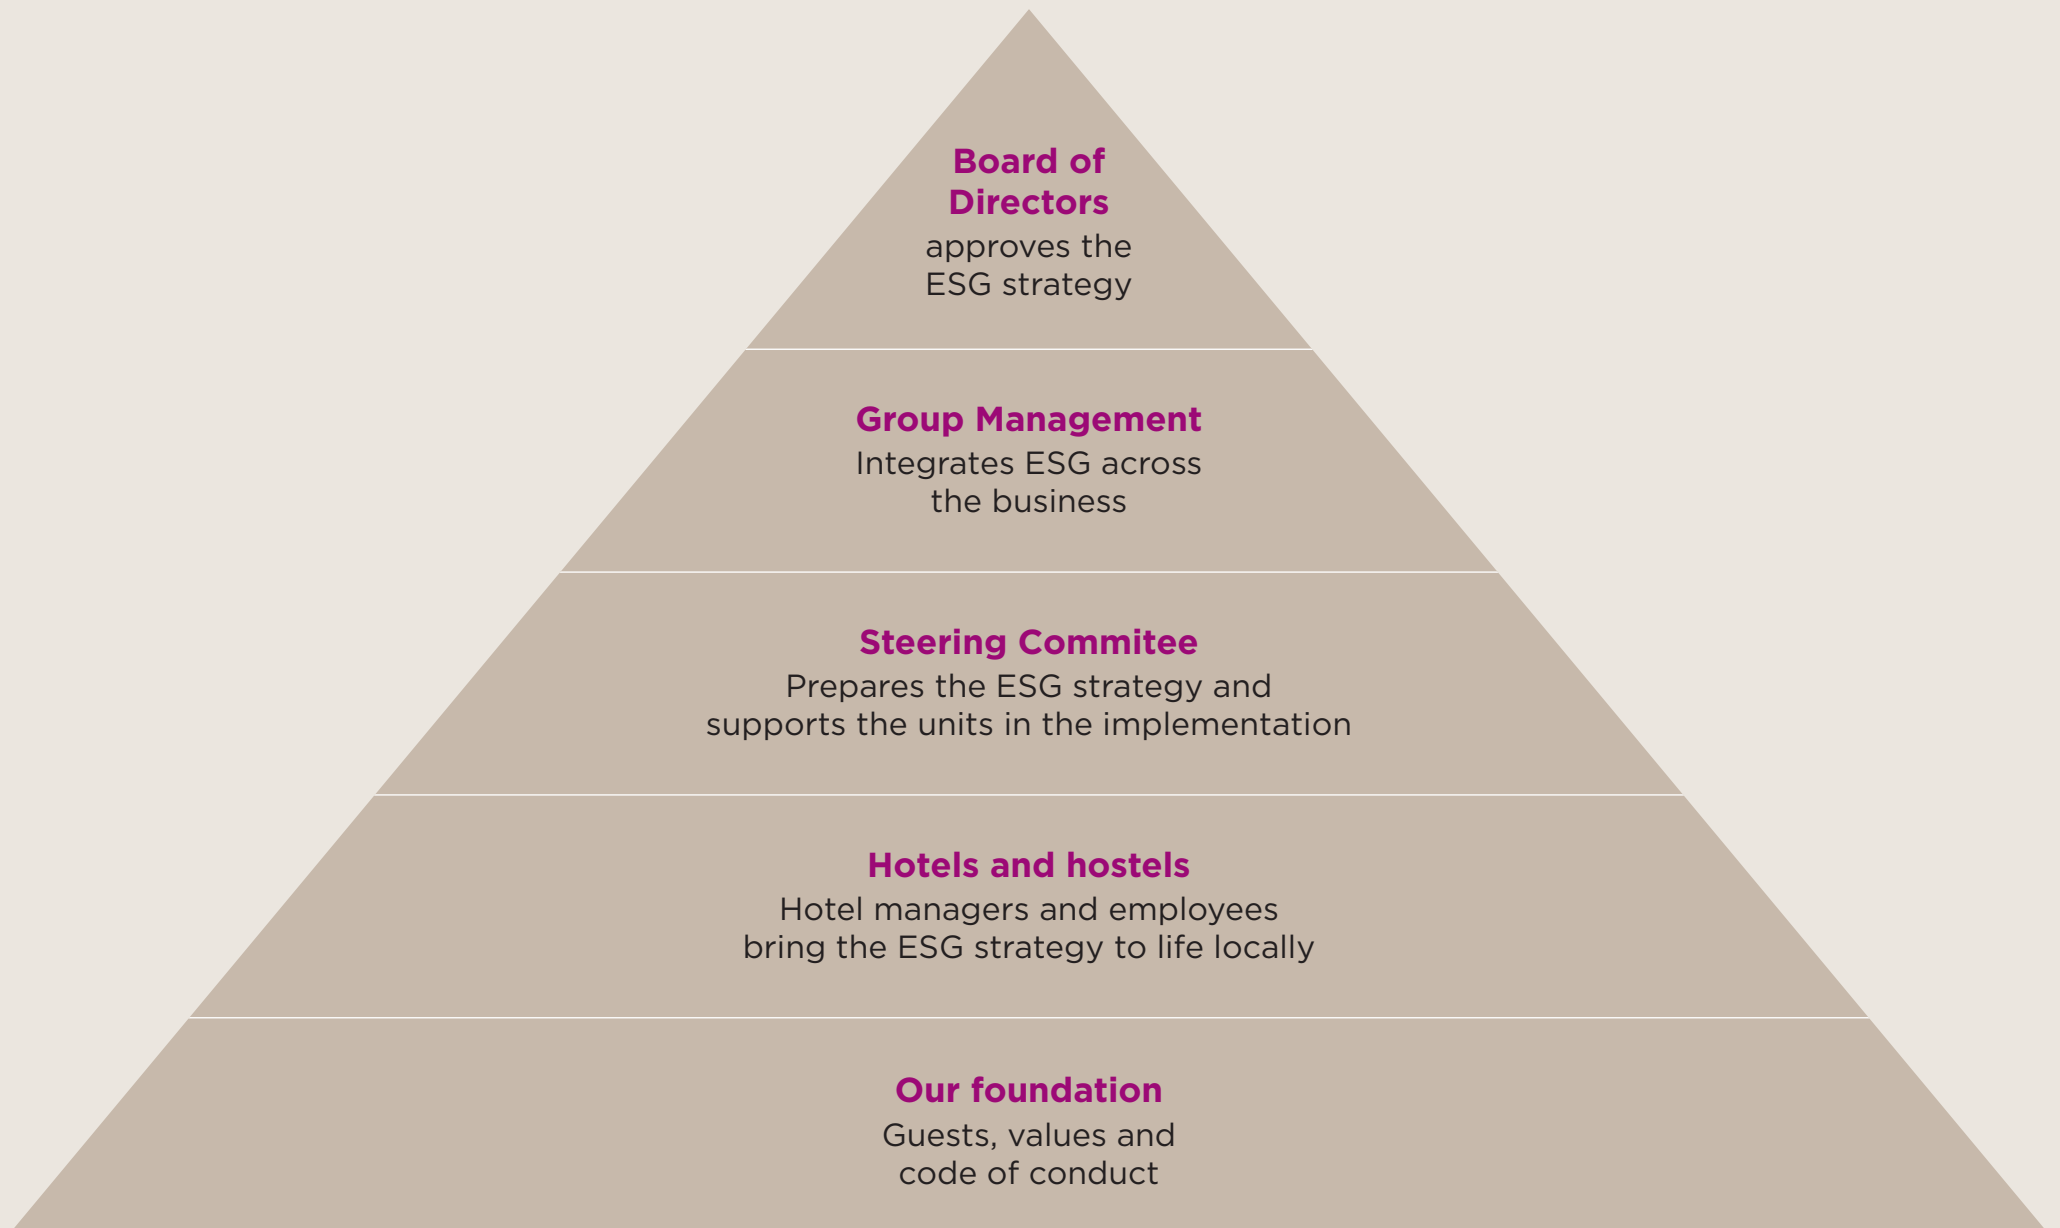 Board of
Directors
approves the
ESG strategy
Group Management
Integrates ESG across
the business
Steering Commitee
Prepares the ESG strategy and
supports the units in the implementation
Hotels and hostels
Hotel managers and employees
bring the ESG strategy to life locally
Our foundation
Guests, values and
code of conduct